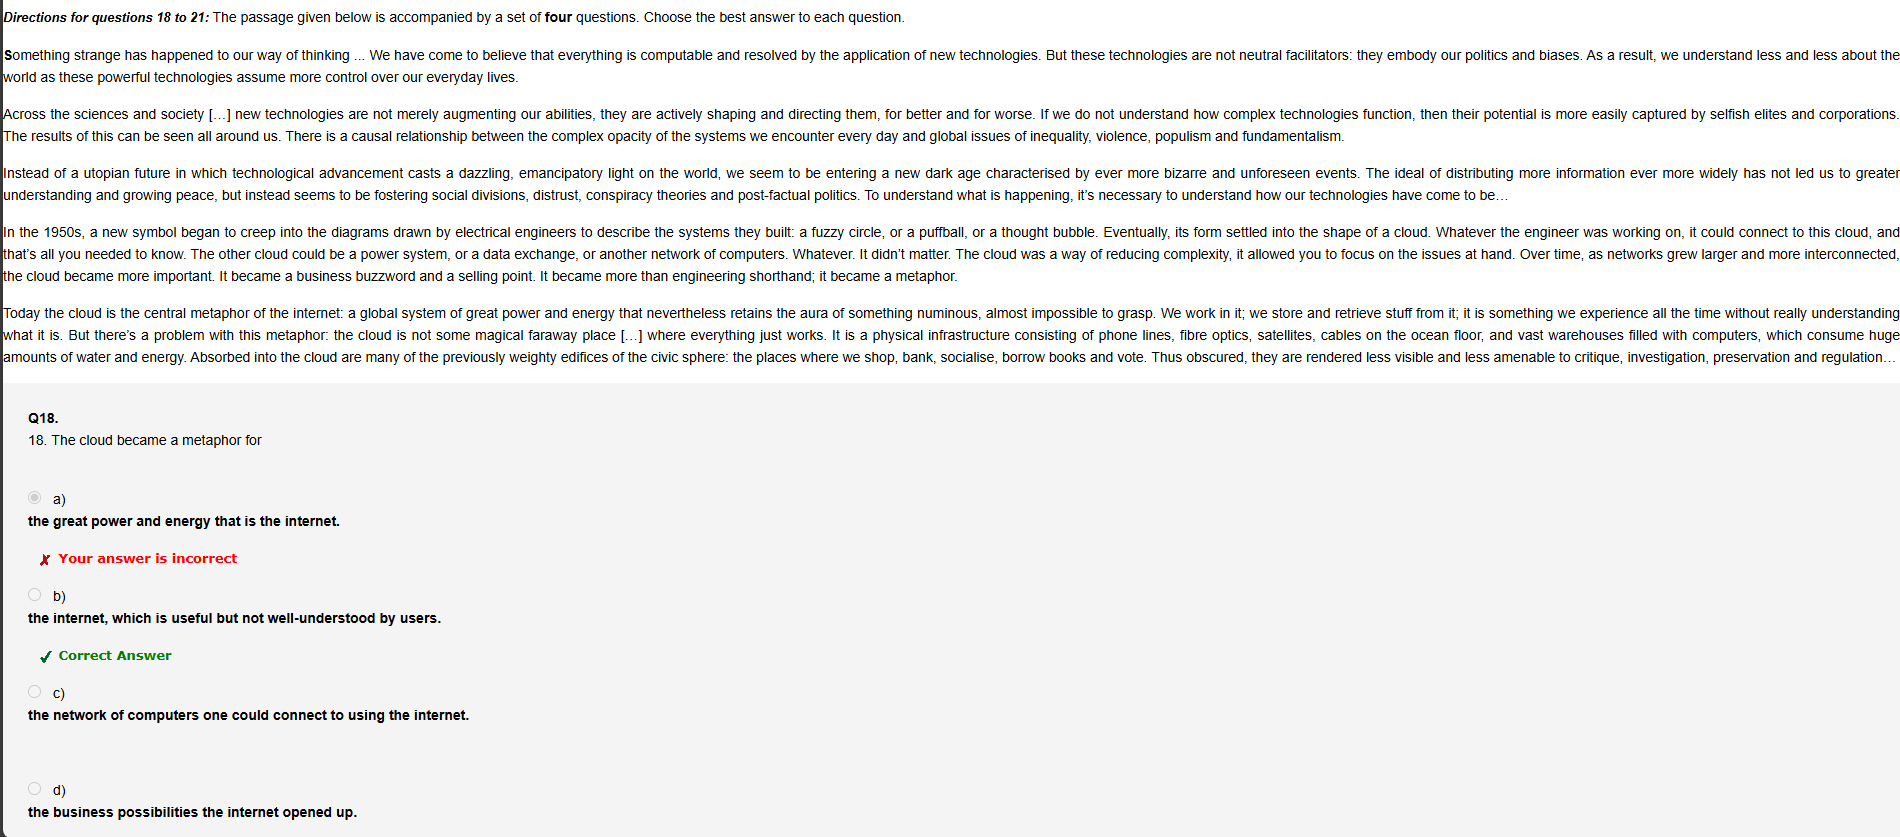 Directions for questions 18 to 21: The passage given below is accompanied by a set of four questions. Choose the best answer to each question.
Something strange has happened to our way of thinking ... We have come to believe that everything is computable and resolved by the application of new technologies. But these technologies are not neutral facilitators: they embody our politics and biases. As a result, we understand less and less about the
world as these powerful technologies assume more control over our everyday lives.
Across the sciences and society [...] new technologies are not merely augmenting our abilities, they are actively shaping and directing them, for better and for worse. If we do not understand how complex technologies function, then their potential is more easily captured by selfish elites and corporations.
The results of this can be seen all around us. There is a causal relationship between the complex opacity of the systems we encounter every day and global issues of inequality, violence, populism and fundamentalism.
Instead of a utopian future in which technological advancement casts a dazzling, emancipatory light on the world, we seem to be entering a new dark age characterised by ever more bizarre and unforeseen events. The ideal of distributing more information ever more widely has not led us to greater
understanding and growing peace, but instead seems to be fostering social divisions, distrust, conspiracy theories and post-factual politics. To understand what is happening, it's necessary to understand how our technologies have come to be…
In the 1950s, a new symbol began to creep into the diagrams drawn by electrical engineers to describe the systems they built: a fuzzy circle, or a puffball, or a thought bubble. Eventually, its form settled into the shape of a cloud. Whatever the engineer was working on, it could connect to this cloud, and
that's all you needed to know. The other cloud could be a power system, or a data exchange, or another network of computers. Whatever. It didn't matter. The cloud was a way of reducing complexity, it allowed you to focus on the issues at hand. Over time, as networks grew larger and more interconnected,
the cloud became more important. It became a business buzzword and a selling point. It became more than engineering shorthand; it became a metaphor.
Today the cloud is the central metaphor of the internet: a global system of great power and energy that nevertheless retains the aura of something numinous, almost impossible to grasp. We work in it; we store and retrieve stuff from it; it is something we experience all the time without really understanding
what it is. But there's a problem with this metaphor: the cloud is not some magical faraway place [...] where everything just works. It is a physical infrastructure consisting of phone lines, fibre optics, satellites, cables on the ocean floor, and vast warehouses filled with computers, which consume huge
amounts of water and energy. Absorbed into the cloud are many of the previously weighty edifices of the civic sphere: the places where we shop, bank, socialise, borrow books and vote. Thus obscured, they are rendered less visible and less amenable to critique, investigation, preservation and regulation…
Q18.
18. The cloud became a metaphor for
a)
the great power and energy that is the internet.
✗ Your answer is incorrect
b)
the internet, which is useful but not well-understood by users.
✓ Correct Answer
c)
the network of computers one could connect to using the internet.
d)
the business possibilities the internet opened up.